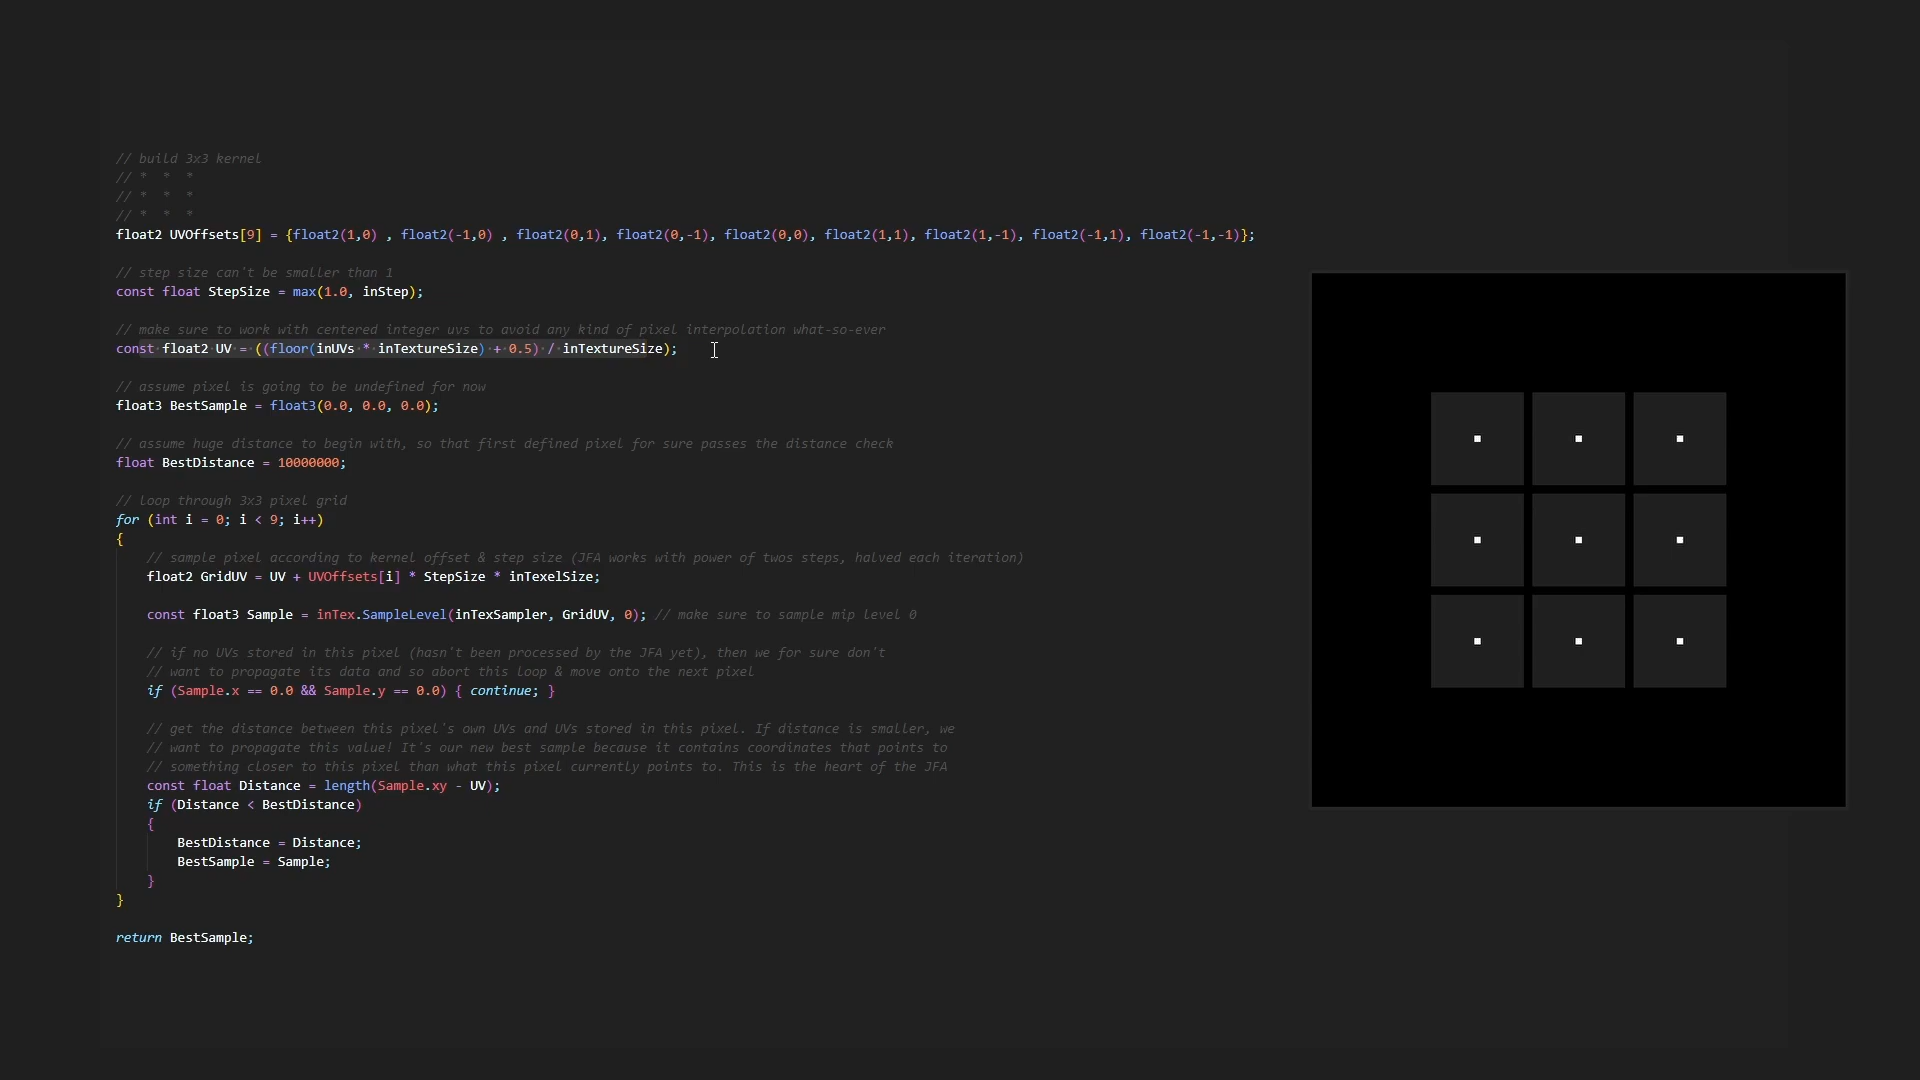 // build 3x3 kernel
// *  *  *
// *  *  *
// *  *  *
float2 UVOffsets[9] = {float2(1,0) , float2(-1,0) , float2(0,1), float2(0,-1), float2(0,0), float2(1,1), float2(1,-1), float2(-1,1), float2(-1,-1)};
// step size can't be smaller than 1
const float StepSize = max(1.0, inStep);
// make sure to work with centered integer uvs to avoid any kind of pixel interpolation what-so-ever
const float2 UV = ((floor(inUVs * inTextureSize) + 0.5) / inTextureSize);
// assume pixel is going to be undefined for now
float3 BestSample = float3(0.0, 0.0, 0.0);
// assume huge distance to begin with, so that first defined pixel for sure passes the distance check
float BestDistance = 10000000;
// loop through 3x3 pixel grid
for (int i = 0; i < 9; i++)
{
// sample pixel according to kernel offset & step size (JFA works with power of twos steps, halved each iteration)
float2 GridUV = UV + UVOffsets[i] * StepSize * inTexelSize;
const float3 Sample = inTex.SampleLevel(inTexSampler, GridUV, 0); // make sure to sample mip level 0
// if no UVs stored in this pixel (hasn't been processed by the JFA yet), then we for sure don't
// want to propagate its data and so abort this loop & move onto the next pixel
if (Sample.x == 0.0 && Sample.y == 0.0) { continue; }
// get the distance between this pixel's own UVs and UVs stored in this pixel. If distance is smaller, we
// want to propagate this value! It's our new best sample because it contains coordinates that points to
// something closer to this pixel than what this pixel currently points to. This is the heart of the JFA
const float Distance = length(Sample.xy - UV);
if (Distance < BestDistance)
{
BestDistance = Distance;
BestSample = Sample;
}
}
return BestSample;